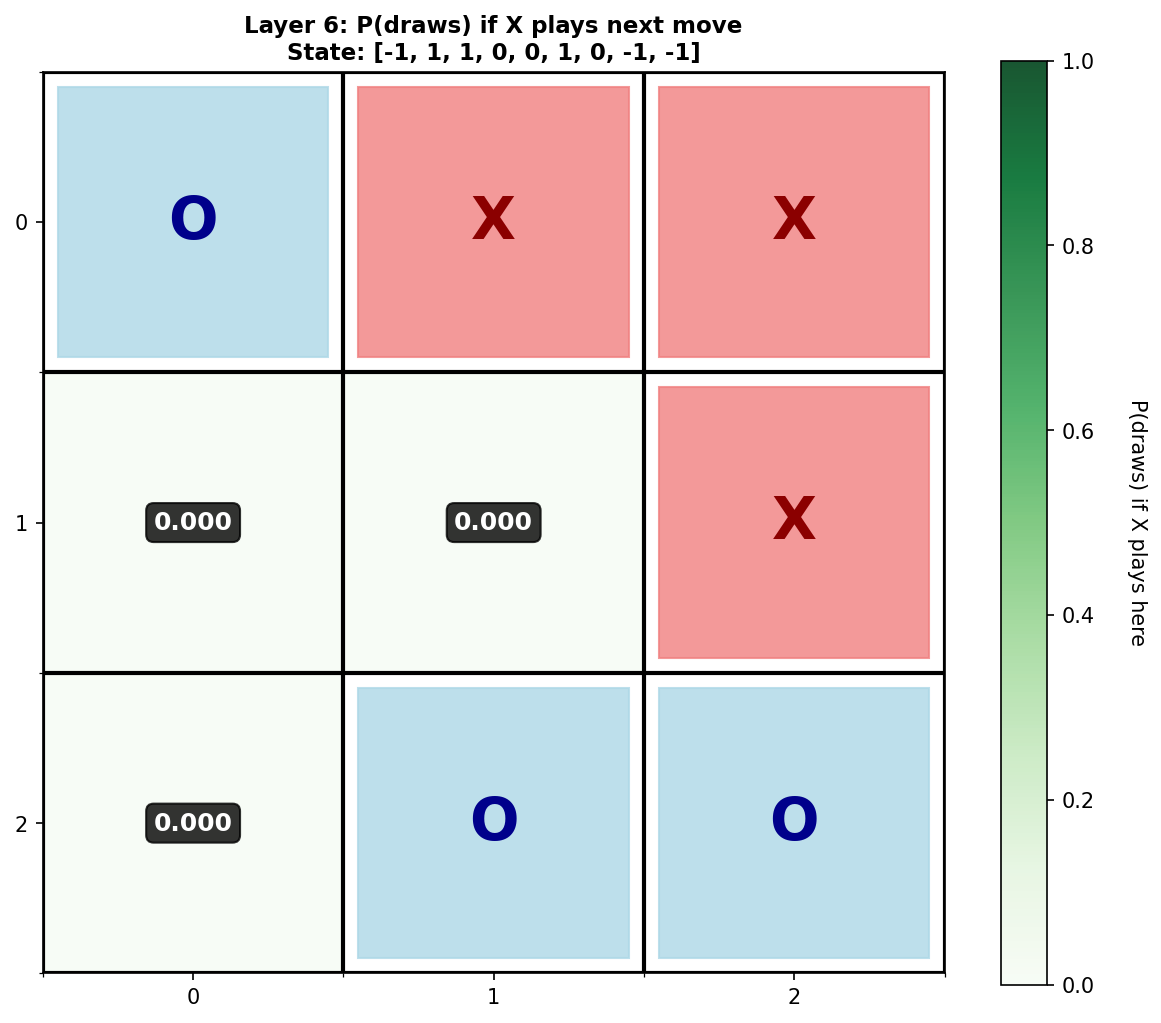 Layer 6: P(draws) if X plays next move
State: [-1, 1, 1, 0, 0, 1, 0, -1, -1]
1.0
0 O X X
0.8
0.6
1 0.000 0.000 X
P(draws) if X plays here
0.4
0.2
2 0.000 O O
0.0
0 1 2